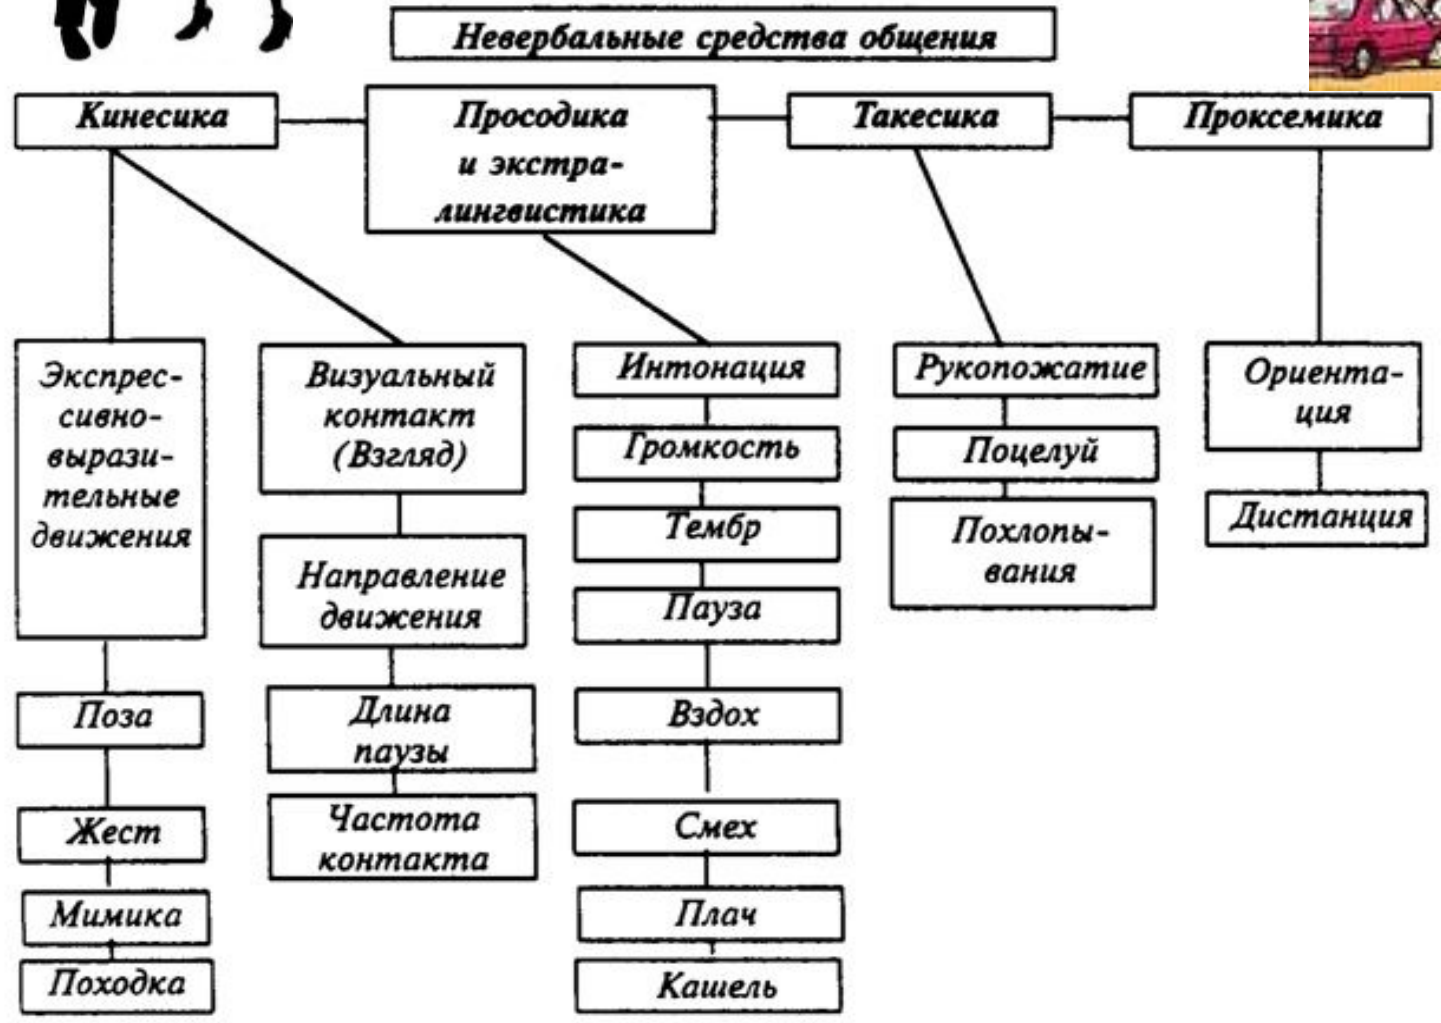 Невербальные средства общения
Кинесика
Просодика
и экстра-
лингвистика
Такесика
Проксемика
Экспрес-
сивно-
вырази-
тельные
движения
Поза
Жест
Мимика
Походка
Визуальный
контакт
(Взгляд)
Направление
движения
Длина
паузы
Частота
контакта
Интонация
Громкость
Тембр
Пауза
Вздох
Смех
Плач
Кашель
Рукопожатие
Поцелуй
Похлопы-
вания
Ориента-
ция
Дистанция